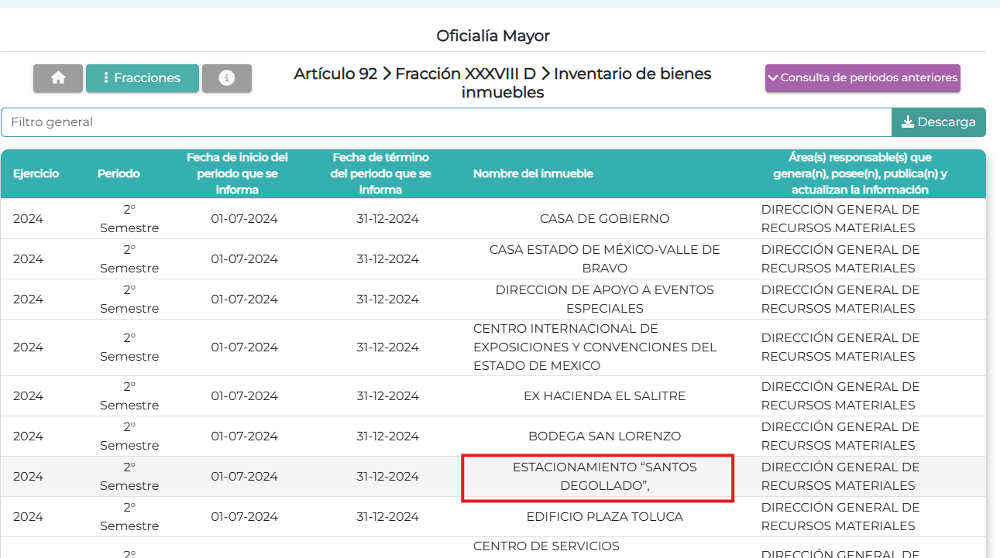 Oficialía Mayor
Fracciones
Artículo 92 > Fracción XXXVIII D > Inventario de bienes
inmuebles
Consulta de periodos anteriores
Filtro general
Descarga
Ejercicio
Periodo
Fecha de inicio del
periodo que se
informa
Fecha de término
del periodo que se
informa
Nombre del inmueble
Área(s) responsable(s) que
genera(n), posee(n), publica(n) y
actualizan la información
2024
2°
Semestre
01-07-2024
31-12-2024
CASA DE GOBIERNO
DIRECCIÓN GENERAL DE
RECURSOS MATERIALES
2024
2°
Semestre
01-07-2024
31-12-2024
CASA ESTADO DE MÉXICO-VALLE DE
BRAVO
DIRECCIÓN GENERAL DE
RECURSOS MATERIALES
2024
2°
Semestre
01-07-2024
31-12-2024
DIRECCION DE APOYO A EVENTOS
ESPECIALES
DIRECCIÓN GENERAL DE
RECURSOS MATERIALES
2024
2°
Semestre
01-07-2024
31-12-2024
CENTRO INTERNACIONAL DE
EXPOSICIONES Y CONVENCIONES DEL
ESTADO DE MEXICO
DIRECCIÓN GENERAL DE
RECURSOS MATERIALES
2024
2°
Semestre
01-07-2024
31-12-2024
EX HACIENDA EL SALITRE
DIRECCIÓN GENERAL DE
RECURSOS MATERIALES
2024
2°
Semestre
01-07-2024
31-12-2024
BODEGA SAN LORENZO
DIRECCIÓN GENERAL DE
RECURSOS MATERIALES
2024
2°
Semestre
01-07-2024
31-12-2024
ESTACIONAMIENTO “SANTOS
DEGOLLADO”,
DIRECCIÓN GENERAL DE
RECURSOS MATERIALES
2024
2°
Semestre
01-07-2024
31-12-2024
EDIFICIO PLAZA TOLUCA
DIRECCIÓN GENERAL DE
RECURSOS MATERIALES
2°
CENTRO DE SERVICIOS
DIRECCIÓN GENERAL DE